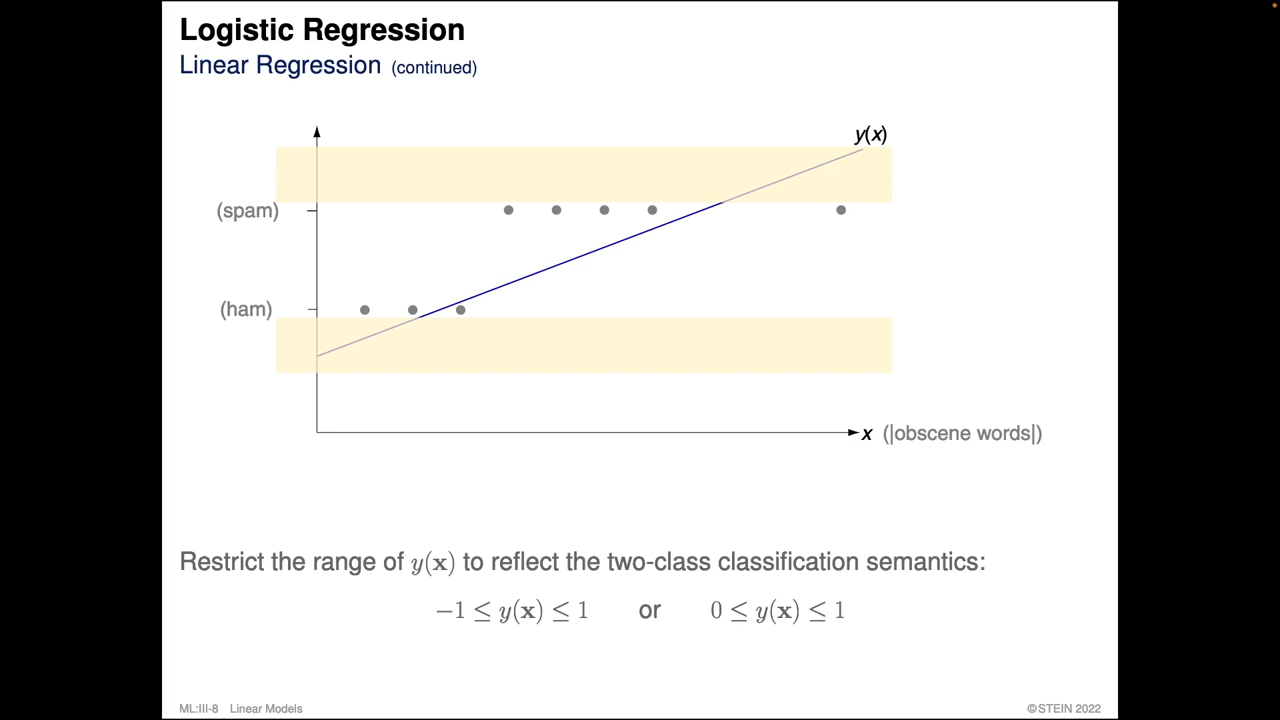 Logistic Regression
Linear Regression (continued)
y(x)
(spam)
(ham)
x (|obscene words|)
Restrict the range of y(x) to reflect the two-class classification semantics:
−1 ≤ y(x) ≤ 1 or 0 ≤ y(x) ≤ 1
ML:III-8 Linear Models ©STEIN 2022